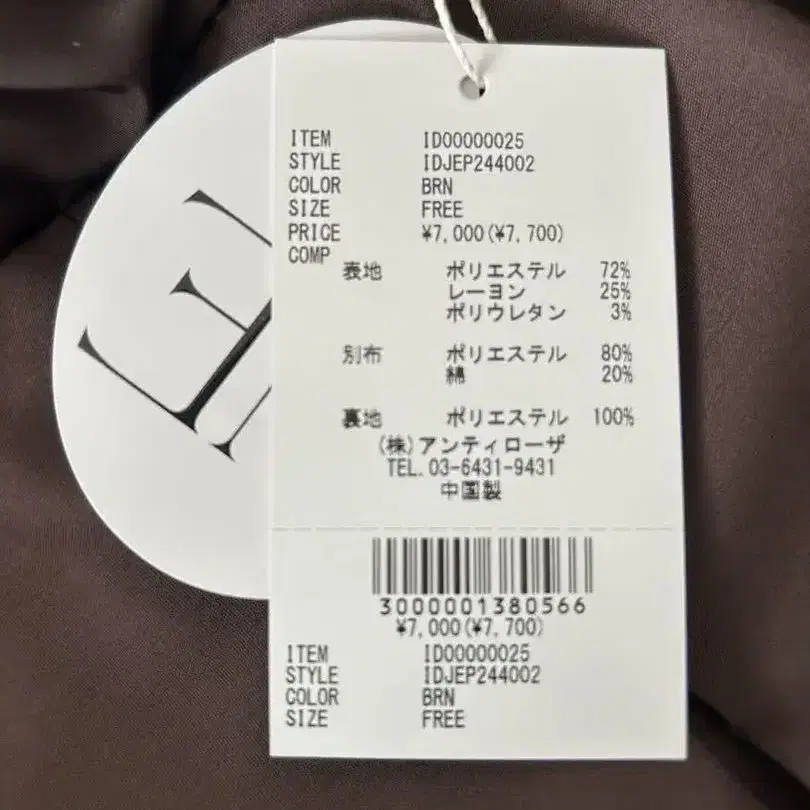 ITEM ID00000025
STYLE IDJEP244002
COLOR BRN
SIZE FREE
PRICE ¥7,000(¥7,700)
COMP
表地 ポリエステル 72%
レーヨン 25%
ポリウレタン 3%
別布 ポリエステル 80%
綿 20%
裏地 ポリエステル 100%
(株)アンティローザ
TEL.03-6431-9431
中国製
3000001380566
¥7,000(¥7,700)
ITEM ID00000025
STYLE IDJEP244002
COLOR BRN
SIZE FREE